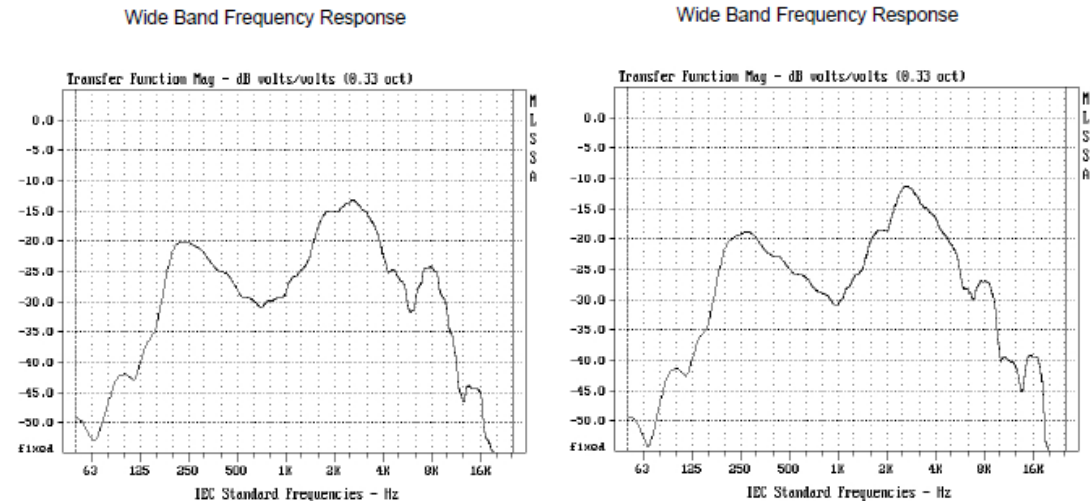 Wide Band Frequency Response
Transfer Function Mag - dB volts/volts (0.33 oct)
0.0
-5.0
-10.0
-15.0
-20.0
-25.0
-30.0
-35.0
-40.0
-45.0
-50.0
fixed
63 125 250 500 1K 2K 4K 8K 16K
IEC Standard Frequencies - Hz
MLSSA
Wide Band Frequency Response
Transfer Function Mag - dB volts/volts (0.33 oct)
0.0
-5.0
-10.0
-15.0
-20.0
-25.0
-30.0
-35.0
-40.0
-45.0
-50.0
fixed
63 125 250 500 1K 2K 4K 8K 16K
IEC Standard Frequencies - Hz
MLSSA